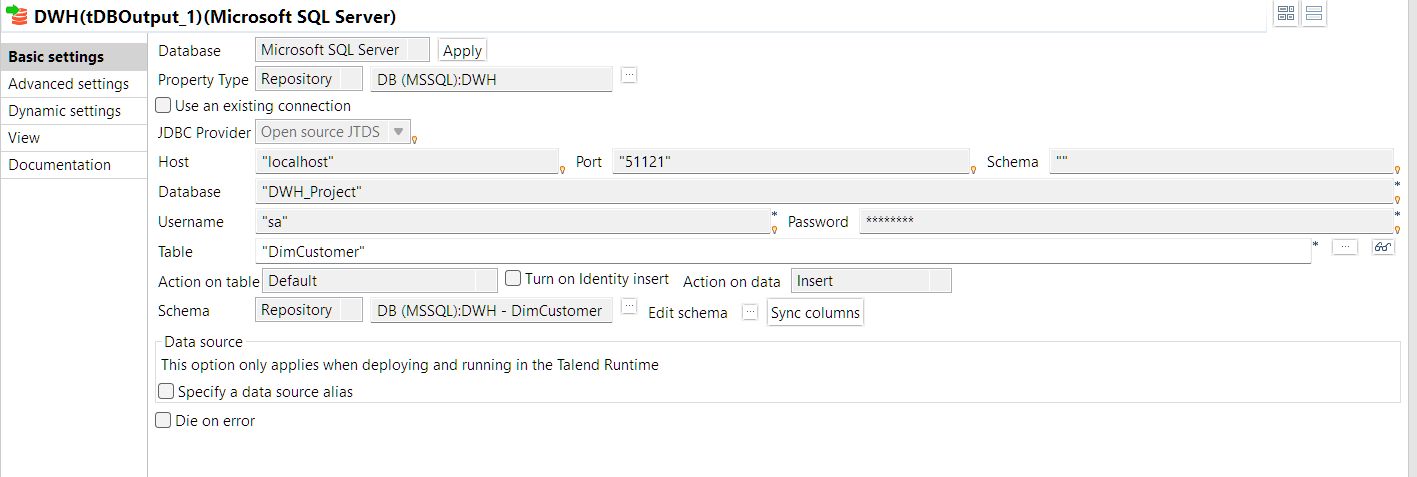 DWH(tDBOutput_1)(Microsoft SQL Server)
Basic settings
Advanced settings
Dynamic settings
View
Documentation
Database Microsoft SQL Server Apply
Property Type Repository DB (MSSQL):DWH ...
Use an existing connection
JDBC Provider Open source JTDS
Host "localhost" Port "51121" Schema ""
Database "DWH_Project" *
Username "sa" * Password ******** *
Table "DimCustomer" * ...
Action on table Default Turn on Identity insert Action on data Insert
Schema Repository DB (MSSQL):DWH - DimCustomer ... Edit schema ... Sync columns
Data source
This option only applies when deploying and running in the Talend Runtime
Specify a data source alias
Die on error